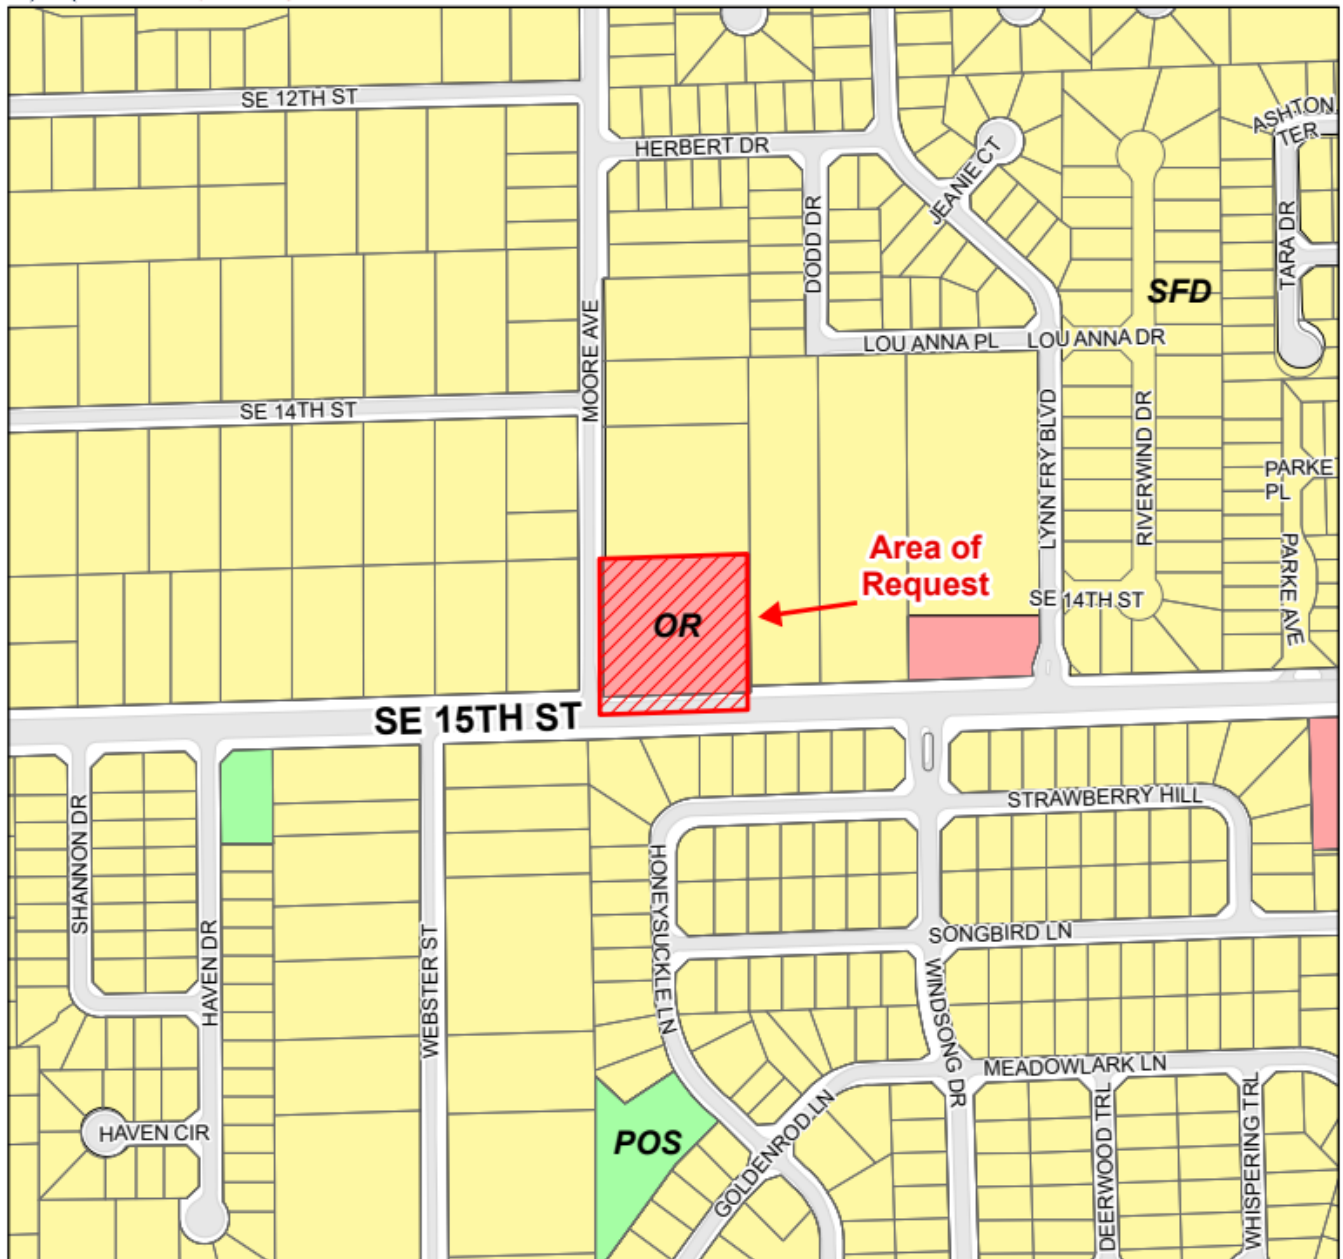 SE 12TH ST
HERBERT DR
JEANIE CT
ASHTON
TER
DODD DR
TARA DR
SFD
MOORE AVE
LOU ANNA PL
LOU ANNA DR
SE 14TH ST
LYNN FRY BLVD
RIVERWIND DR
PARKE
PL
PARKE AVE
Area of
Request
SE 14TH ST
OR
SE 15TH ST
SHANNON DR
HAVEN DR
WEBSTER ST
HONEYSUCKLE LN
STRAWBERRY HILL
SONGBIRD LN
WINDSONG DR
MEADOWLARK LN
HAVEN CIR
POS
GOLDENROD LN
DEERWOOD TRL
WHISPERING TRL